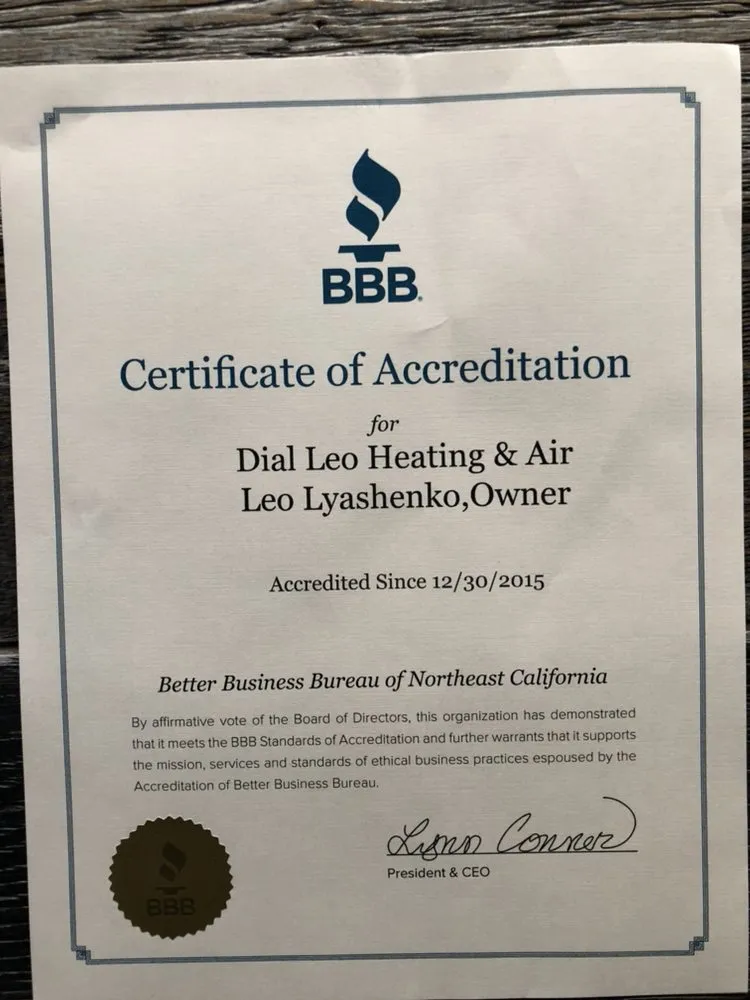 BBB®
Certificate of Accreditation
for
Dial Leo Heating & Air
Leo Lyashenko,Owner
Accredited Since 12/30/2015
Better Business Bureau of Northeast California
By affirmative vote of the Board of Directors, this organization has demonstrated
that it meets the BBB Standards of Accreditation and further warrants that it supports
the mission, services and standards of ethical business practices espoused by the
Accreditation of Better Business Bureau.
Lynn Conner
President & CEO
BBB